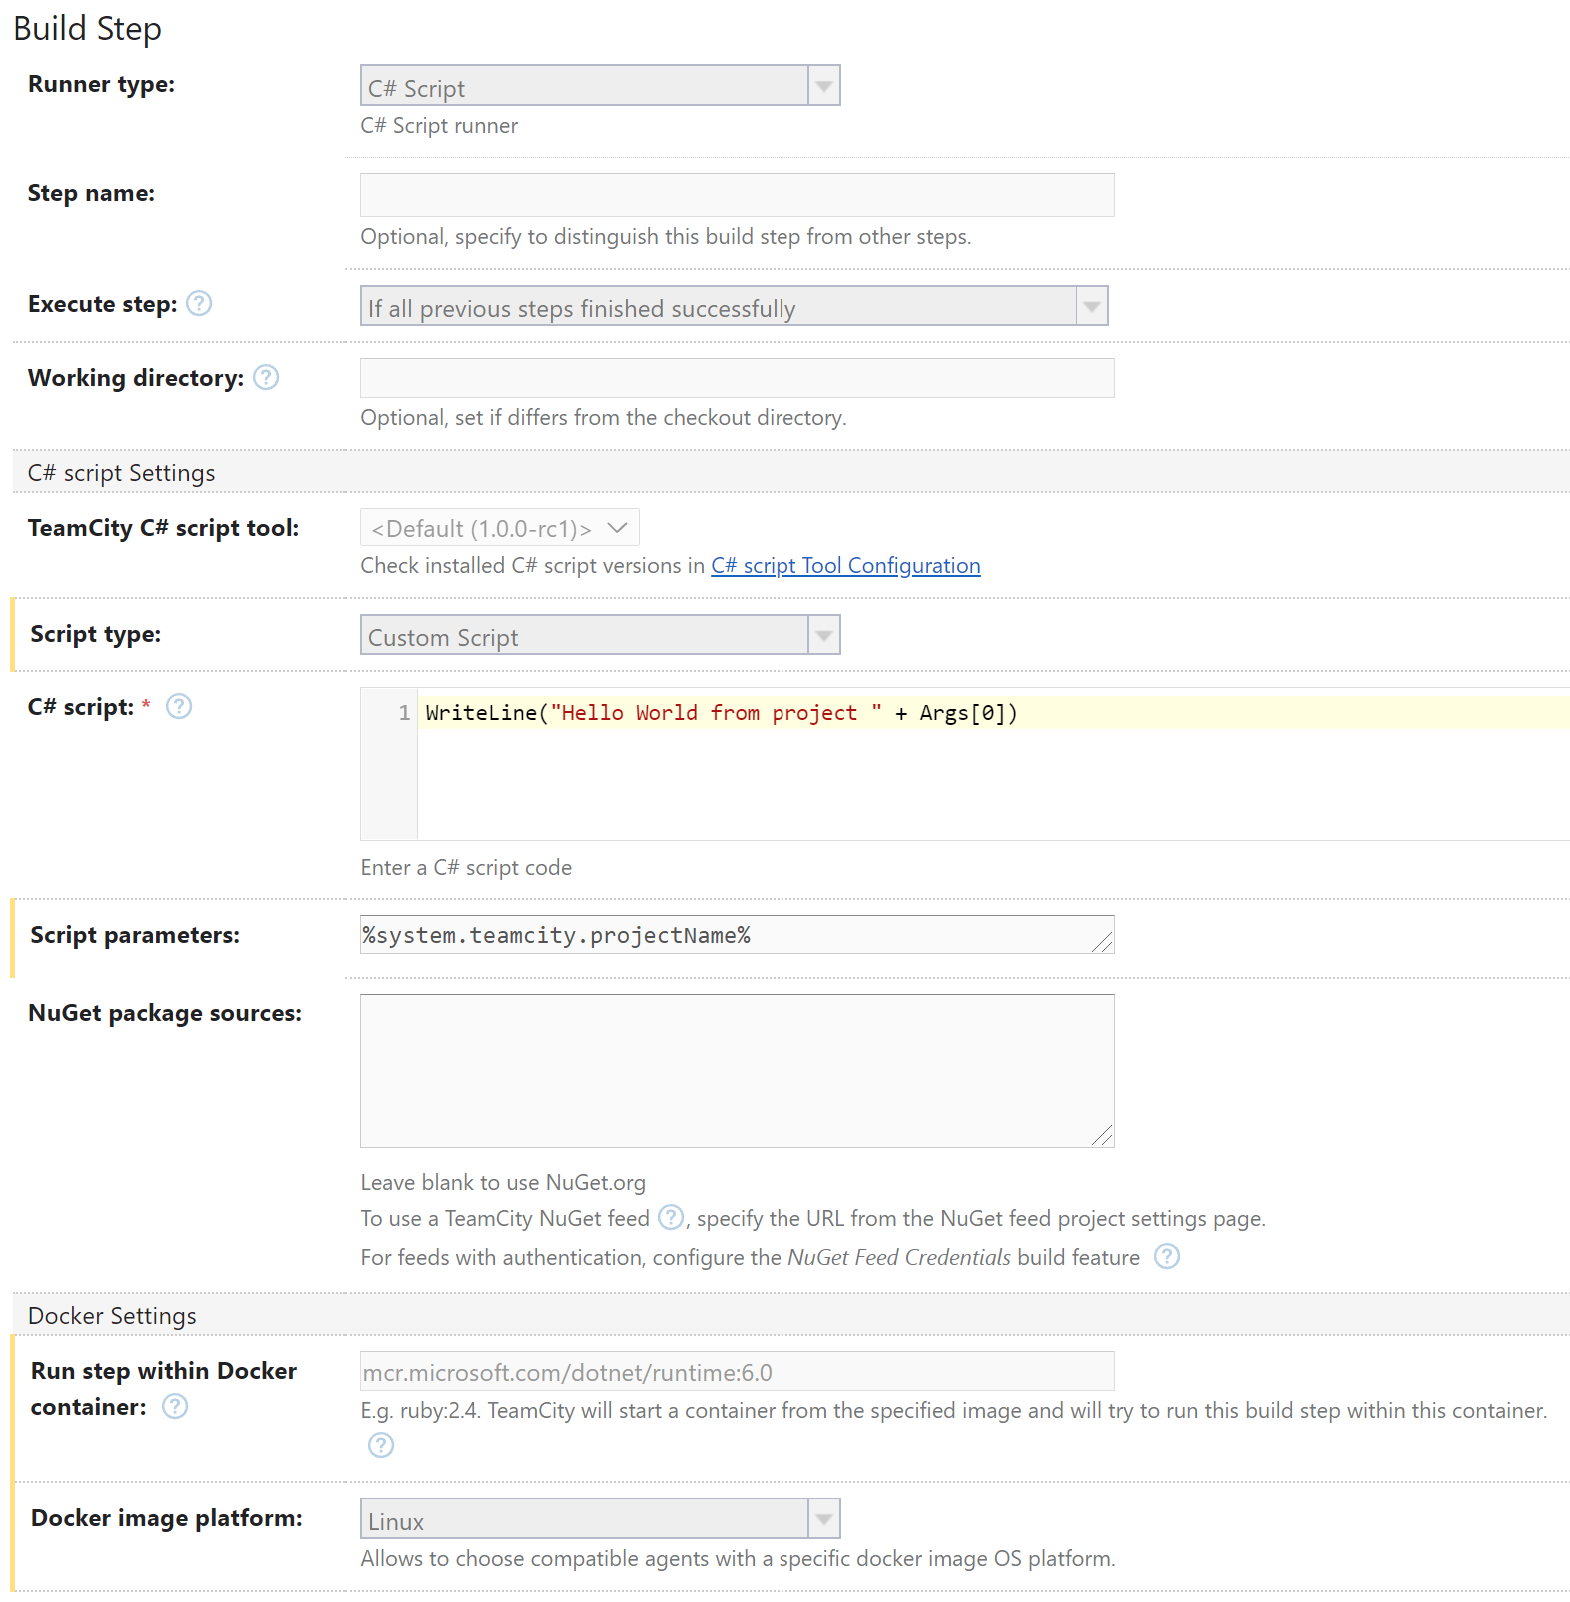 Build Step
Runner type:
C# Script
C# Script runner
Step name:
Optional, specify to distinguish this build step from other steps.
Execute step: ?
If all previous steps finished successfully
Working directory: ?
Optional, set if differs from the checkout directory.
C# script Settings
TeamCity C# script tool:
<Default (1.0.0-rc1)>
Check installed C# script versions in C# script Tool Configuration
Script type:
Custom Script
C# script: * ?
1 WriteLine("Hello World from project " + Args[0])
Enter a C# script code
Script parameters:
%system.teamcity.projectName%
NuGet package sources:
Leave blank to use NuGet.org
To use a TeamCity NuGet feed ?, specify the URL from the NuGet feed project settings page.
For feeds with authentication, configure the NuGet Feed Credentials build feature ?
Docker Settings
Run step within Docker
container: ?
mcr.microsoft.com/dotnet/runtime:6.0
E.g. ruby:2.4. TeamCity will start a container from the specified image and will try to run this build step within this container.
?
Docker image platform:
Linux
Allows to choose compatible agents with a specific docker image OS platform.